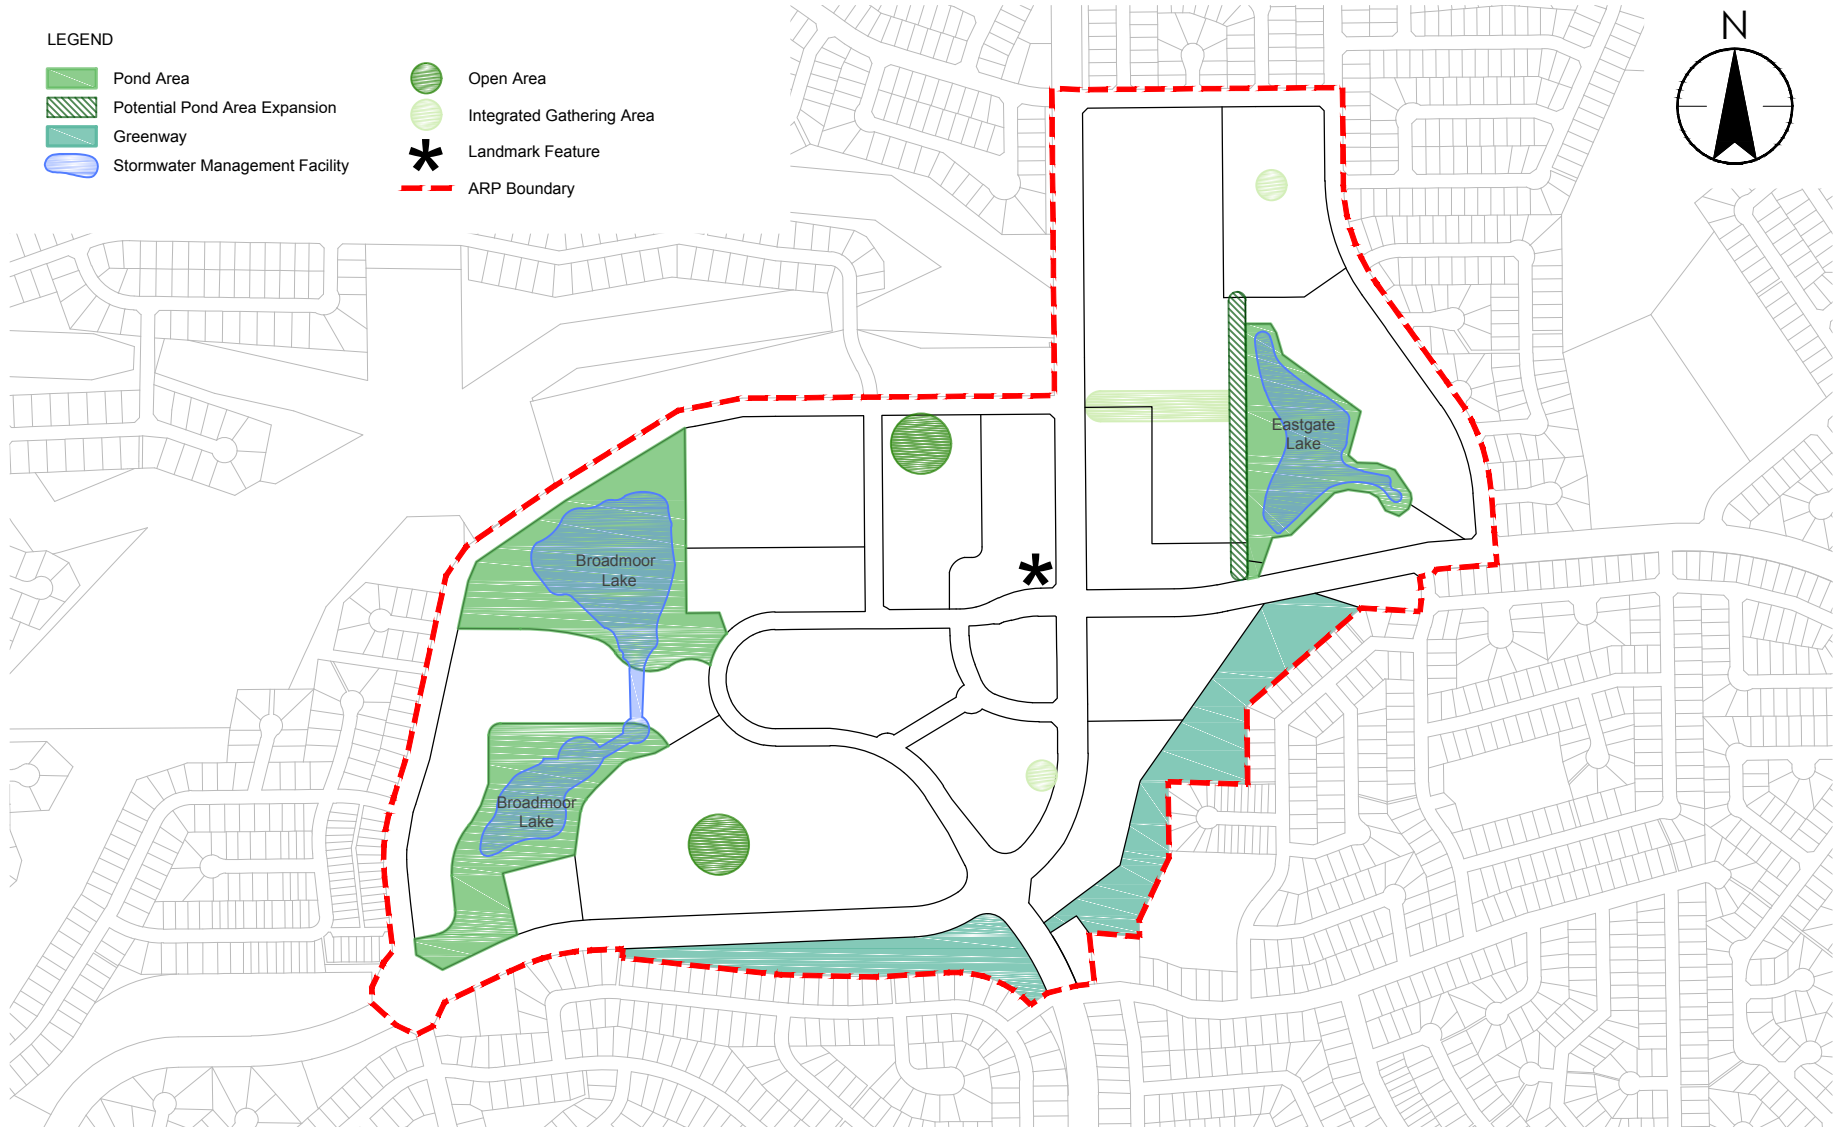 LEGEND
Pond Area
Potential Pond Area Expansion
Greenway
Stormwater Management Facility
Open Area
Integrated Gathering Area
Landmark Feature
ARP Boundary
N
Eastgate
Lake
Broadmoor
Lake
Broadmoor
Lake